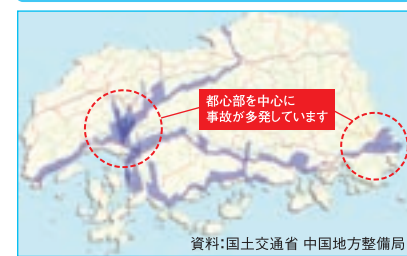 都心部を中心に
事故が多発しています
資料:国土交通省 中国地方整備局